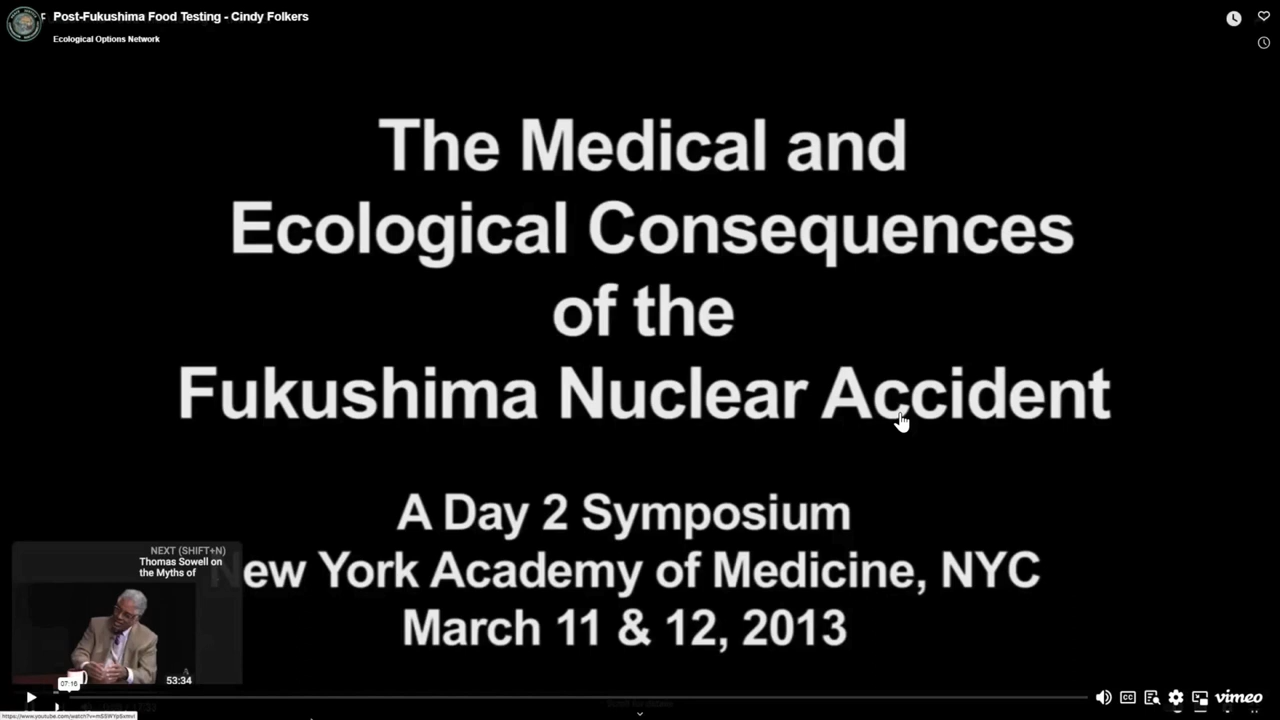 Post-Fukushima Food Testing - Cindy Folkers
Ecological Options Network
The Medical and
Ecological Consequences
of the
Fukushima Nuclear Accident
A Day 2 Symposium
New York Academy of Medicine, NYC
March 11 & 12, 2013
NEXT (SHIFT+N)
Thomas Sowell on
the Myths of
53:34
07:16
CC
vimeo